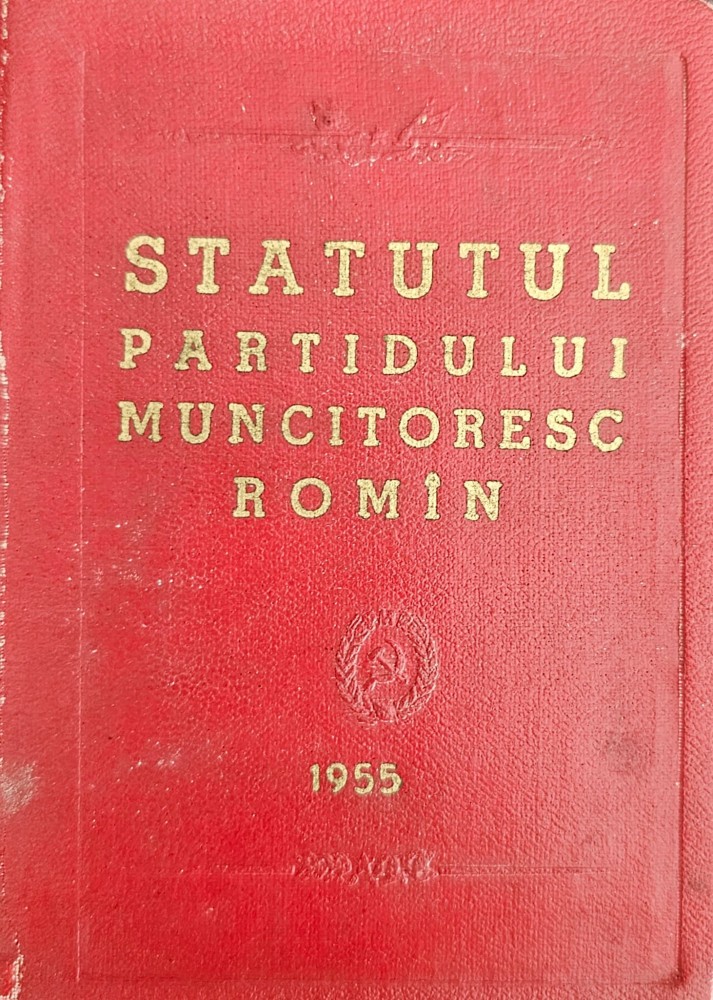 STATUTUL
PARTIDULUI
MUNCITORESC
ROMÎN
1955